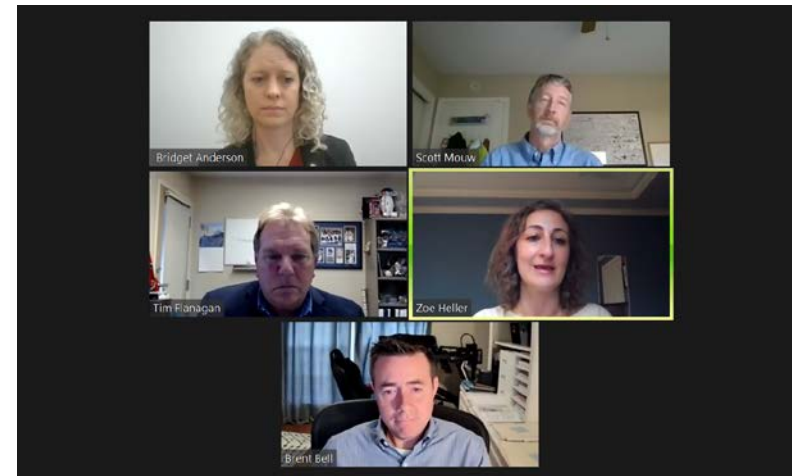 Bridget Anderson
Scott Mouw
Tim Flanagan
Zoe Heller
Brent Bell